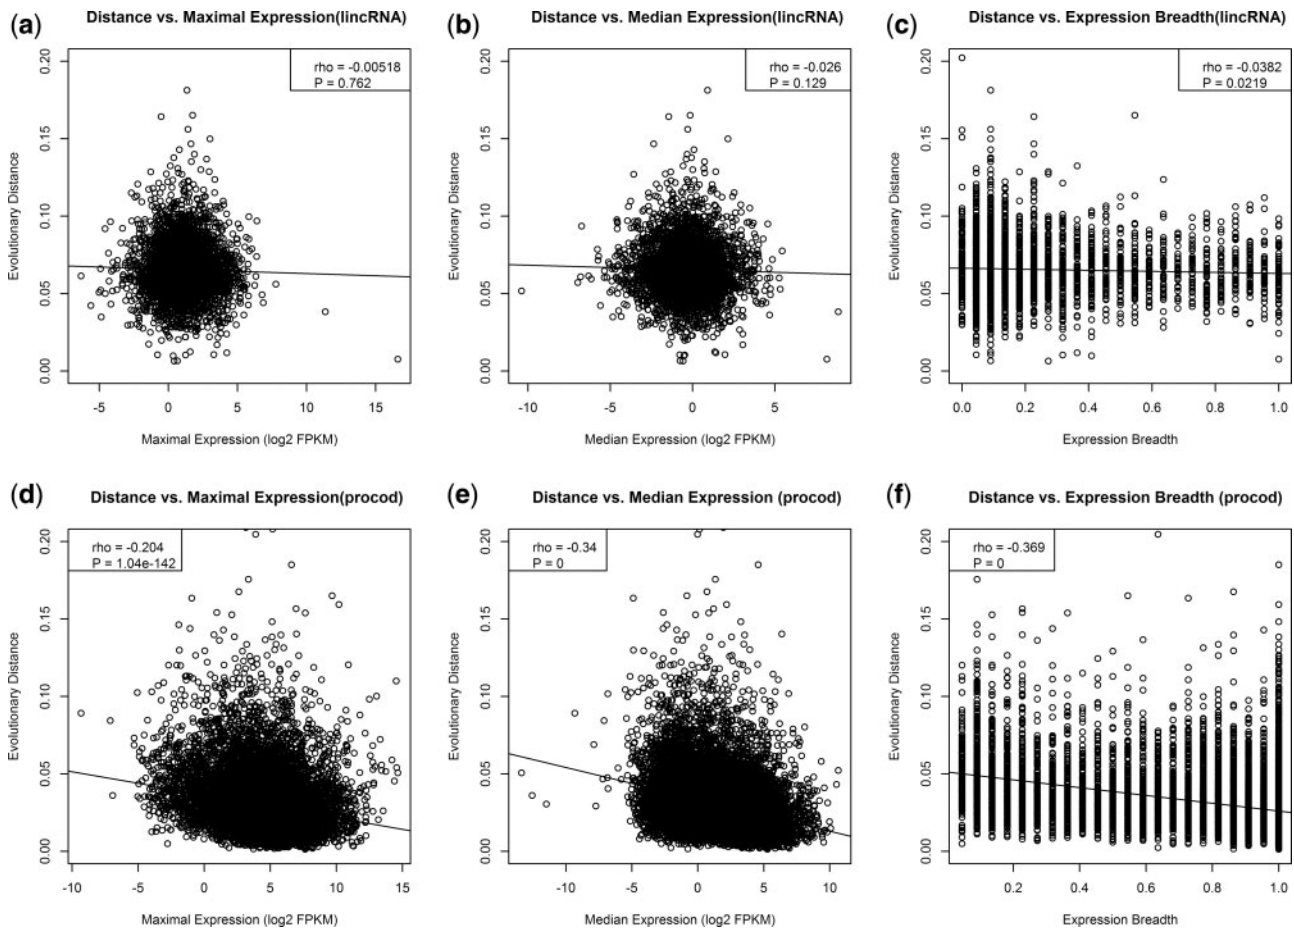 (a)
Distance vs. Maximal Expression(lincRNA)
rho = -0.00518
P = 0.762
Evolutionary Distance
0.00 0.05 0.10 0.15 0.20
-5 0 5 10 15
Maximal Expression (log2 FPKM)
(b)
Distance vs. Median Expression(lincRNA)
rho = -0.026
P = 0.129
Evolutionary Distance
0.00 0.05 0.10 0.15 0.20
-10 -5 0 5
Median Expression (log2 FPKM)
(c)
Distance vs. Expression Breadth(lincRNA)
rho = -0.0382
P = 0.0219
Evolutionary Distance
0.00 0.05 0.10 0.15 0.20
0.0 0.2 0.4 0.6 0.8 1.0
Expression Breadth
(d)
Distance vs. Maximal Expression(procod)
rho = -0.204
P = 1.04e-142
Evolutionary Distance
0.00 0.05 0.10 0.15 0.20
-10 -5 0 5 10 15
Maximal Expression (log2 FPKM)
(e)
Distance vs. Median Expression (procod)
rho = -0.34
P = 0
Evolutionary Distance
0.00 0.05 0.10 0.15 0.20
-10 -5 0 5 10
Median Expression (log2 FPKM)
(f)
Distance vs. Expression Breadth (procod)
rho = -0.369
P = 0
Evolutionary Distance
0.00 0.05 0.10 0.15 0.20
0.2 0.4 0.6 0.8 1.0
Expression Breadth